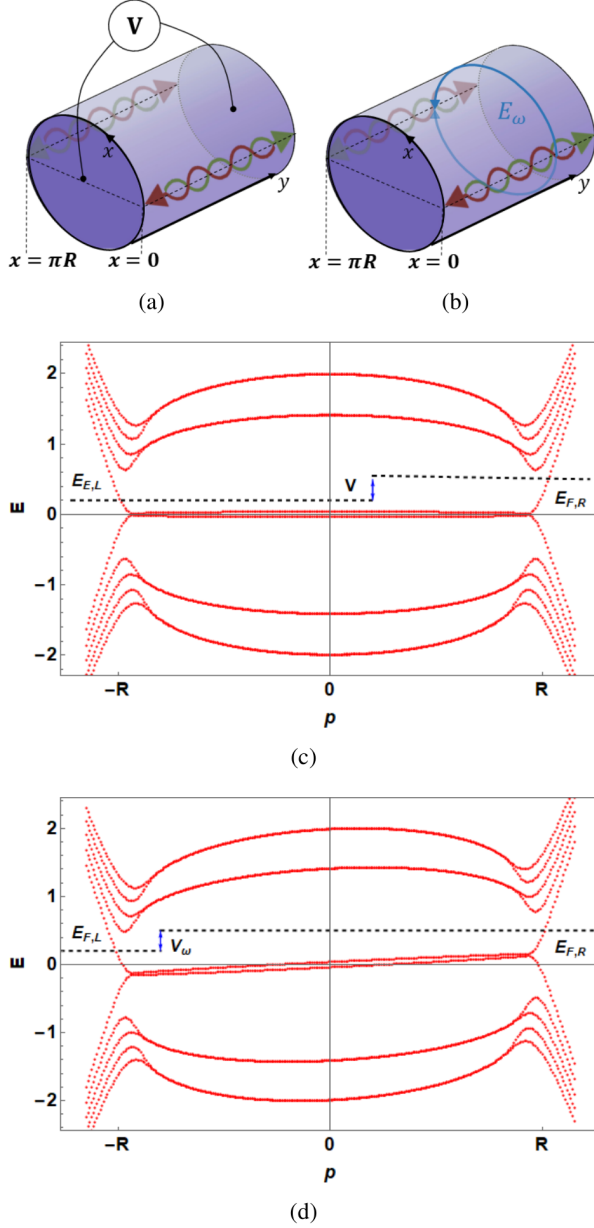 V
x
y
x = πR
x = 0
(a)
E_ω
x
y
x = πR
x = 0
(b)
2
1
0
−1
−2
E
E_{E,L}
V
E_{F,R}
−R
0
R
p
(c)
2
1
0
−1
−2
E
E_{F,L}
V_ω
E_{F,R}
−R
0
R
p
(d)